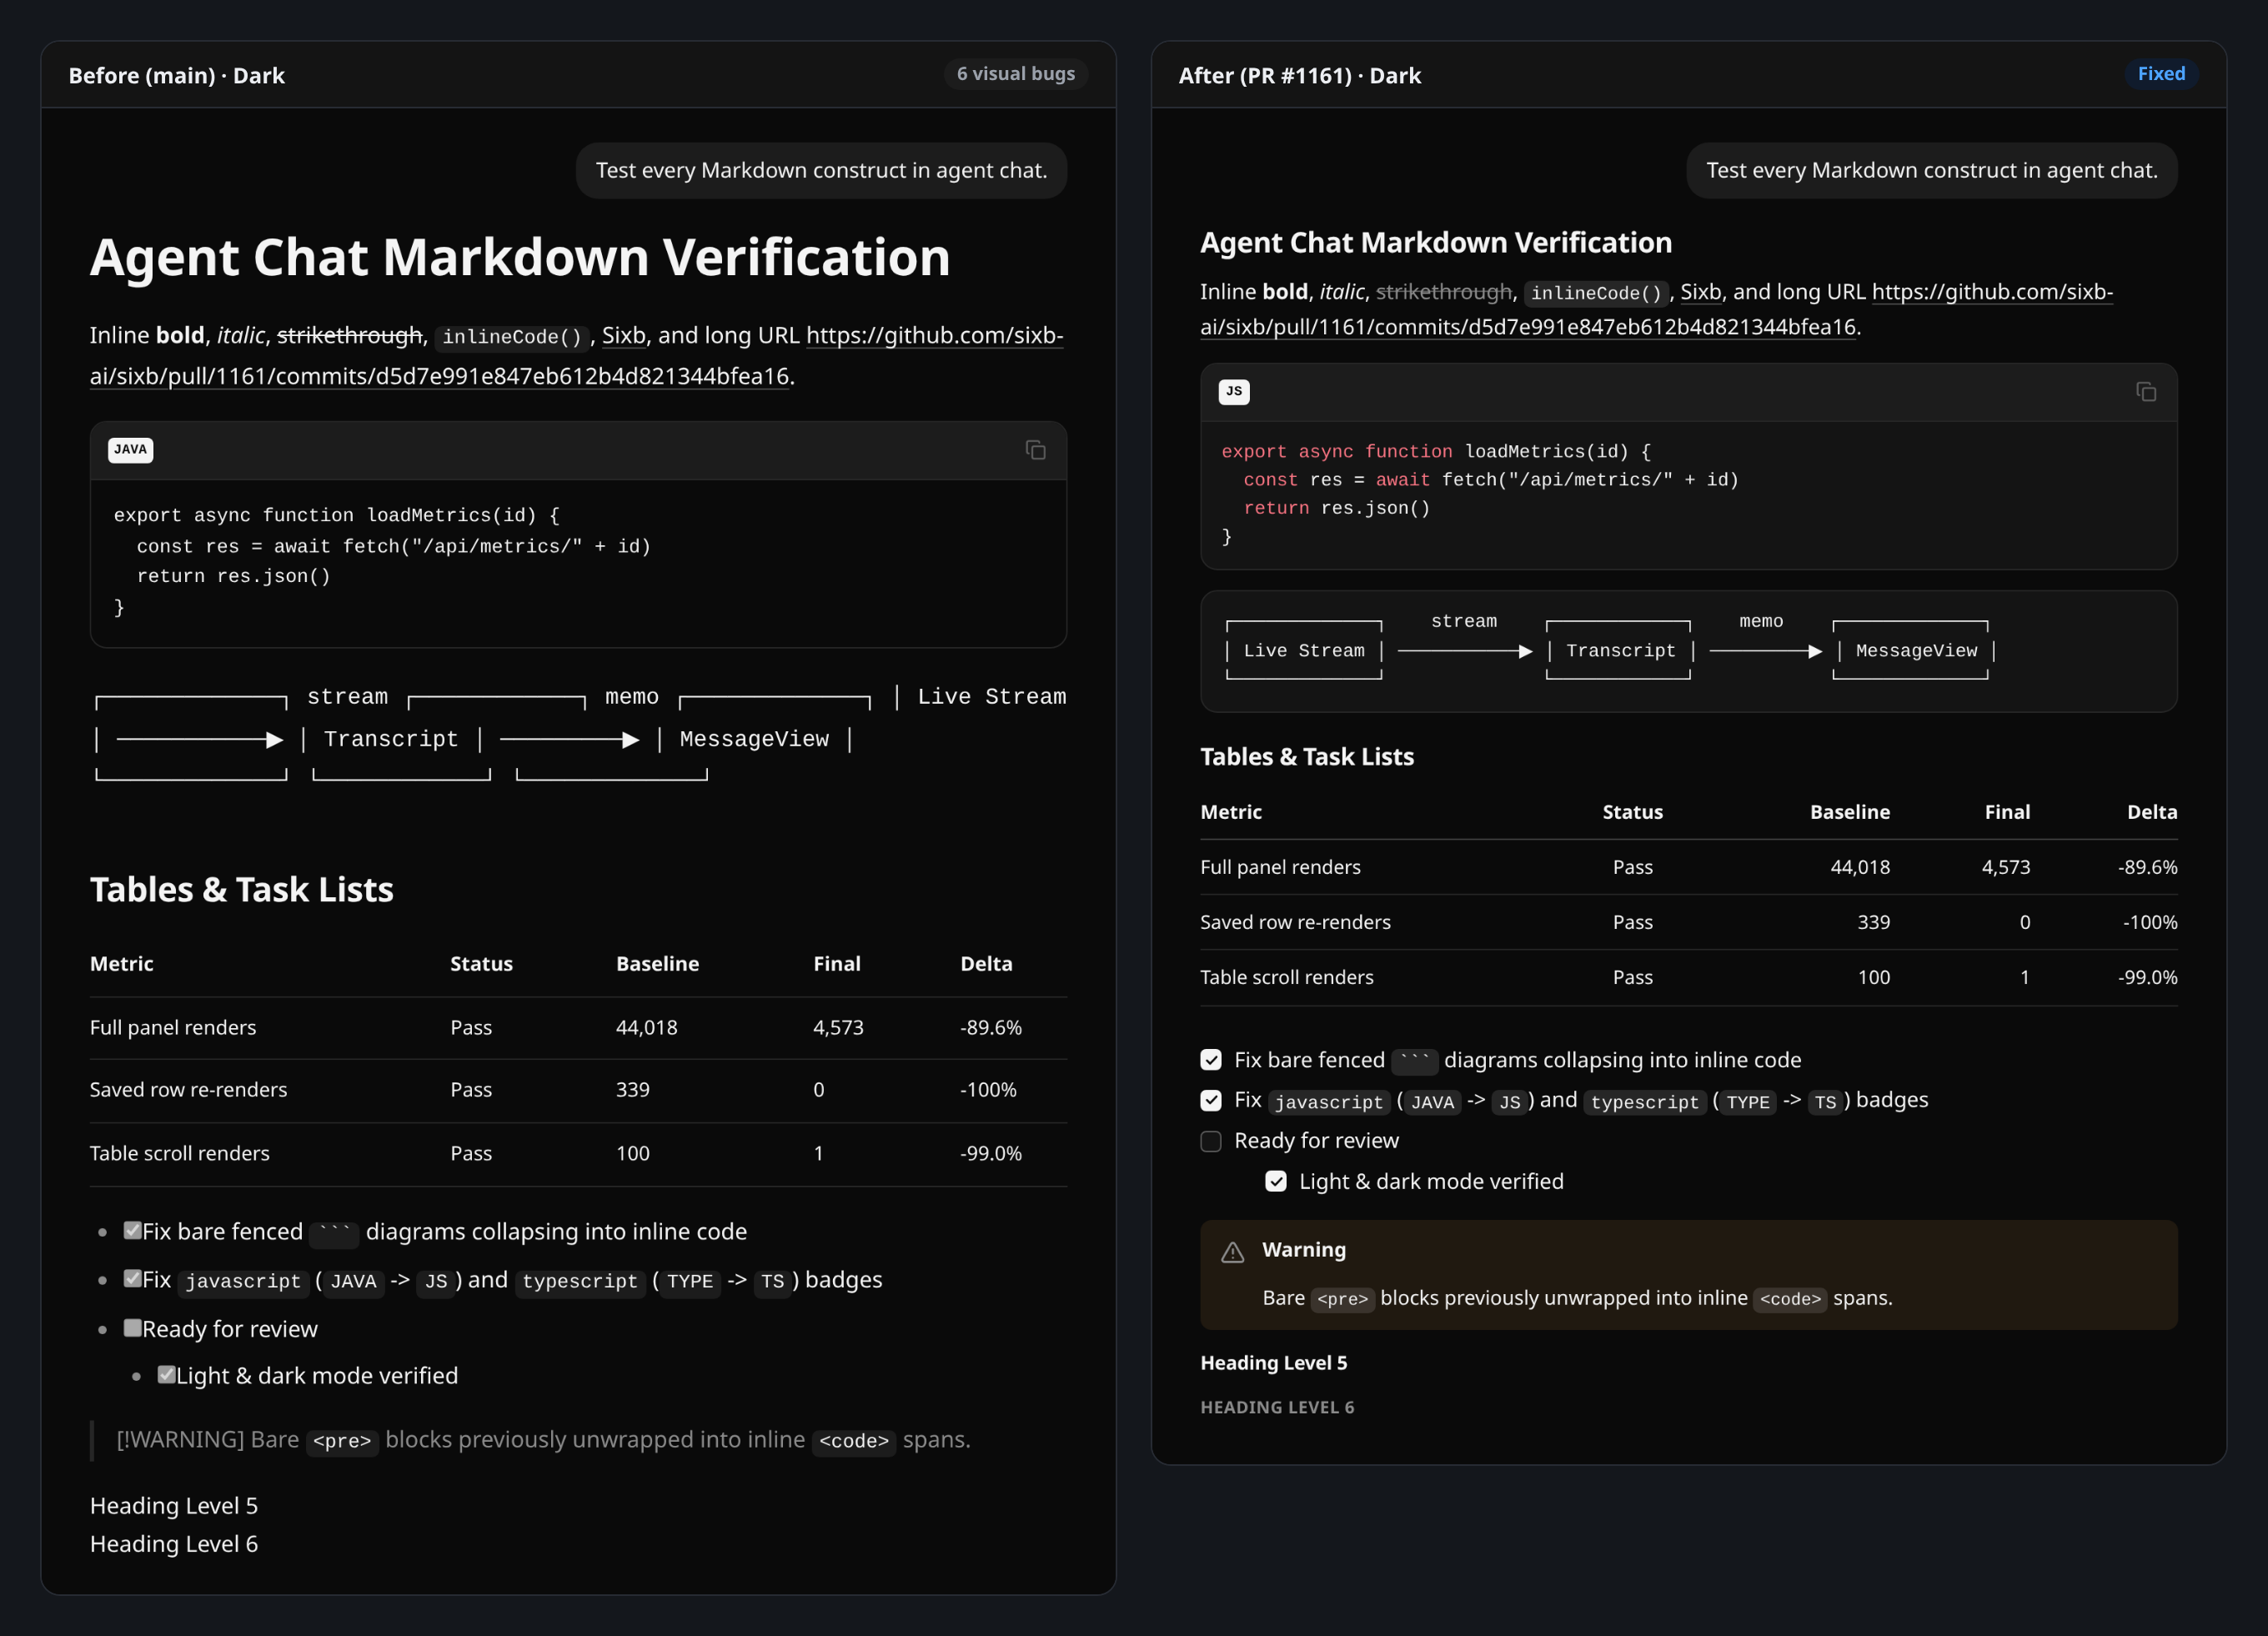 Before (main) · Dark
6 visual bugs
Test every Markdown construct in agent chat.
Agent Chat Markdown Verification
Inline bold, italic, strikethrough, inlineCode(), Sixb, and long URL https://github.com/sixb-
ai/sixb/pull/1161/commits/d5d7e991e847eb612b4d821344bfea16.
JAVA
export async function loadMetrics(id) {
  const res = await fetch("/api/metrics/" + id)
  return res.json()
}
┌──────────────┐ stream ┌─────────────┐ memo ┌──────────────┐ │ Live Stream
│ ───────────▶ │ Transcript │ ─────────▶ │ MessageView │
└──────────────┘ └─────────────┘ └──────────────┘
Tables & Task Lists
Metric Status Baseline Final Delta
Full panel renders Pass 44,018 4,573 -89.6%
Saved row re-renders Pass 339 0 -100%
Table scroll renders Pass 100 1 -99.0%
Fix bare fenced ``` diagrams collapsing into inline code
Fix javascript (JAVA -> JS) and typescript (TYPE -> TS) badges
Ready for review
Light & dark mode verified
[!WARNING] Bare <pre> blocks previously unwrapped into inline <code> spans.
Heading Level 5
Heading Level 6
After (PR #1161) · Dark
Fixed
Test every Markdown construct in agent chat.
Agent Chat Markdown Verification
Inline bold, italic, strikethrough, inlineCode(), Sixb, and long URL https://github.com/sixb-
ai/sixb/pull/1161/commits/d5d7e991e847eb612b4d821344bfea16.
JS
export async function loadMetrics(id) {
  const res = await fetch("/api/metrics/" + id)
  return res.json()
}
┌──────────────┐    stream    ┌─────────────┐    memo    ┌──────────────┐
│ Live Stream │ ───────────▶ │ Transcript │ ─────────▶ │ MessageView │
└──────────────┘              └─────────────┘            └──────────────┘
Tables & Task Lists
Metric Status Baseline Final Delta
Full panel renders Pass 44,018 4,573 -89.6%
Saved row re-renders Pass 339 0 -100%
Table scroll renders Pass 100 1 -99.0%
Fix bare fenced ``` diagrams collapsing into inline code
Fix javascript (JAVA -> JS) and typescript (TYPE -> TS) badges
Ready for review
Light & dark mode verified
Warning
Bare <pre> blocks previously unwrapped into inline <code> spans.
Heading Level 5
HEADING LEVEL 6